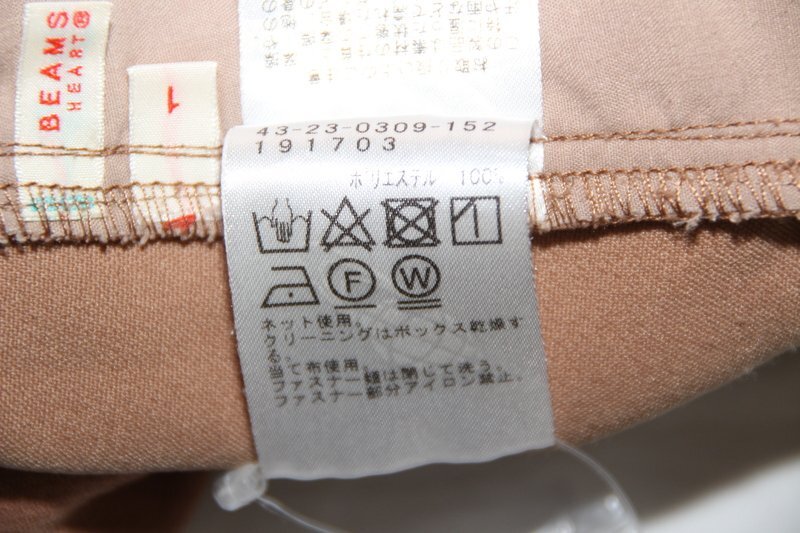 BEAMS
HEART®
1
43-23-0309-152
191703
ポリエステル 100%
F
W
ネット使用。
クリーニングはボックス乾燥す
る。
当て布使用。
ファスナー類は閉じて洗う。
ファスナー部分アイロン禁止。